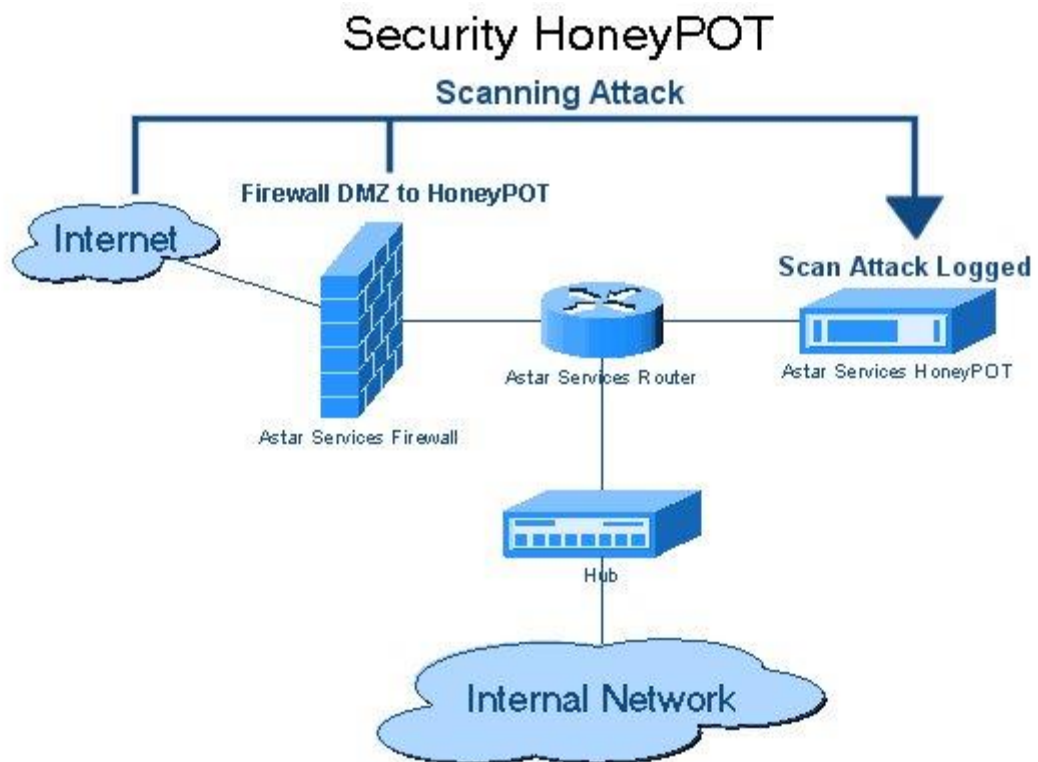 Security HoneyPOT
Scanning Attack
Firewall DMZ to HoneyPOT
Internet
Scan Attack Logged
Astar Services Router
Astar Services HoneyPOT
Astar Services Firewall
Hub
Internal Network